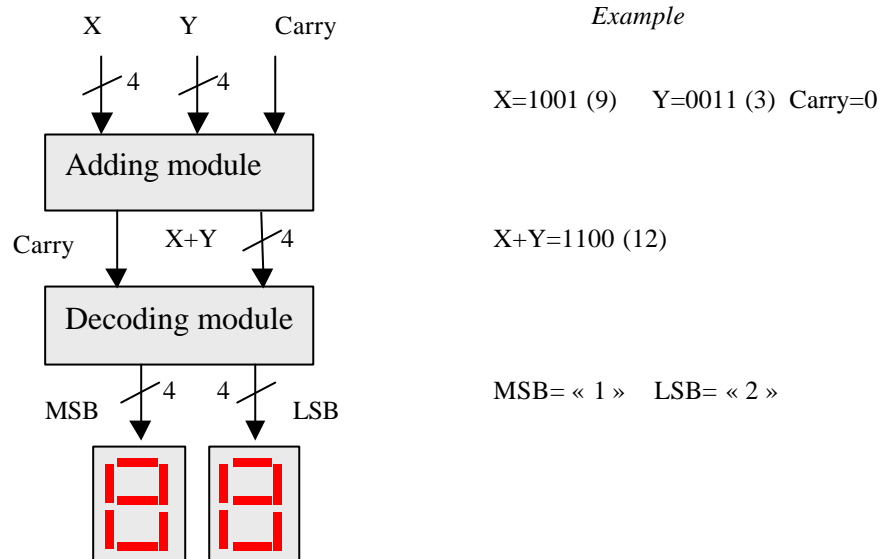 Example
X Y Carry
4 4
X=1001 (9) Y=0011 (3) Carry=0
Adding module
Carry X+Y 4
X+Y=1100 (12)
Decoding module
MSB 4 4 LSB
MSB= « 1 » LSB= « 2 »